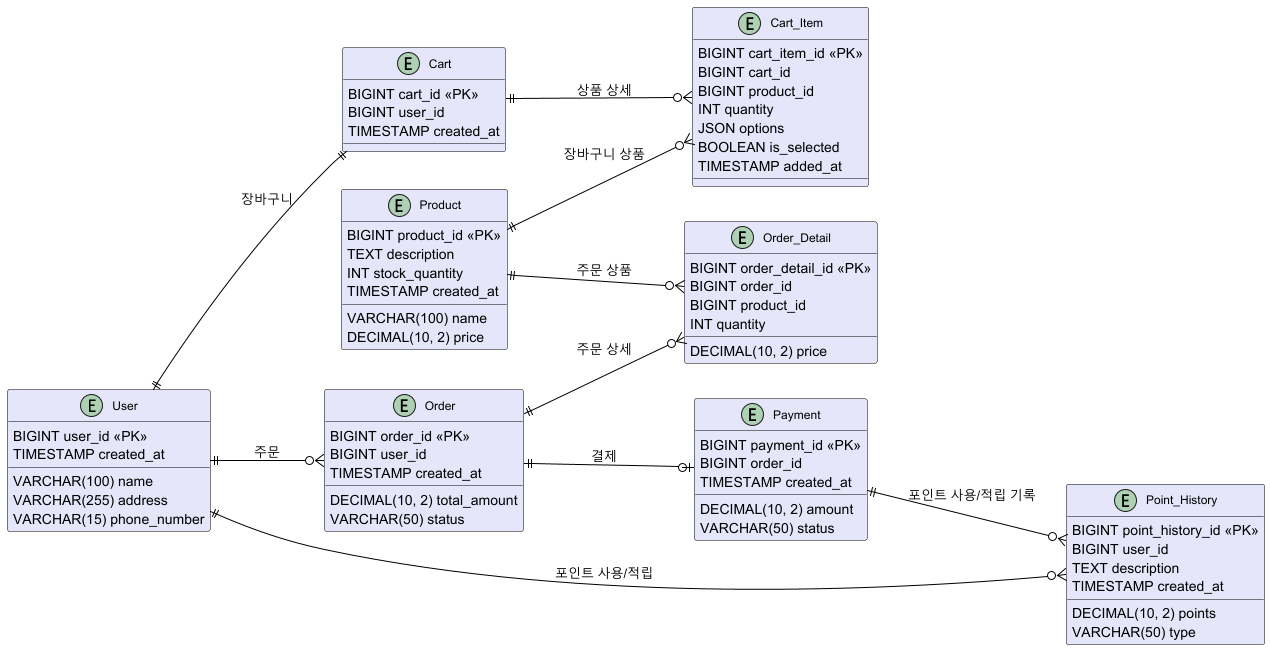 E Cart
BIGINT cart_id «PK»
BIGINT user_id
TIMESTAMP created_at
상품 상세
E Cart_Item
BIGINT cart_item_id «PK»
BIGINT cart_id
BIGINT product_id
INT quantity
JSON options
BOOLEAN is_selected
TIMESTAMP added_at
장바구니
장바구니 상품
E Product
BIGINT product_id «PK»
TEXT description
INT stock_quantity
TIMESTAMP created_at
VARCHAR(100) name
DECIMAL(10, 2) price
주문 상품
E Order_Detail
BIGINT order_detail_id «PK»
BIGINT order_id
BIGINT product_id
INT quantity
DECIMAL(10, 2) price
주문 상세
E User
BIGINT user_id «PK»
TIMESTAMP created_at
VARCHAR(100) name
VARCHAR(255) address
VARCHAR(15) phone_number
주문
E Order
BIGINT order_id «PK»
BIGINT user_id
TIMESTAMP created_at
DECIMAL(10, 2) total_amount
VARCHAR(50) status
결제
E Payment
BIGINT payment_id «PK»
BIGINT order_id
TIMESTAMP created_at
DECIMAL(10, 2) amount
VARCHAR(50) status
포인트 사용/적립 기록
포인트 사용/적립
E Point_History
BIGINT point_history_id «PK»
BIGINT user_id
TEXT description
TIMESTAMP created_at
DECIMAL(10, 2) points
VARCHAR(50) type